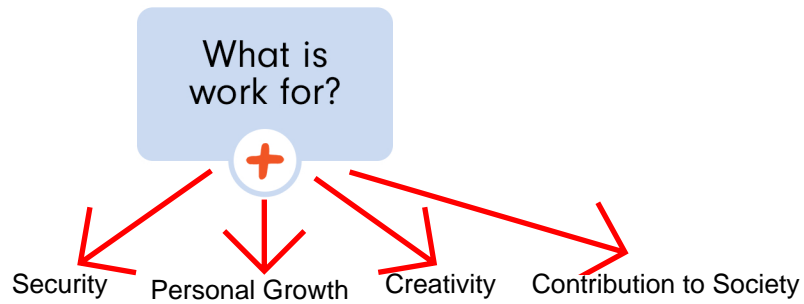 What is
work for?
Security
Personal Growth
Creativity
Contribution to Society